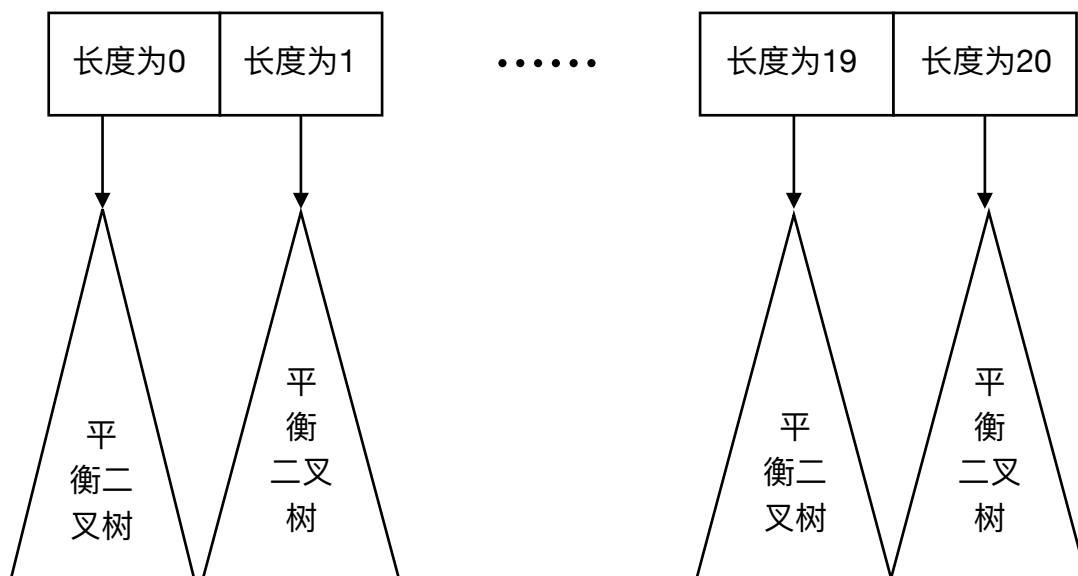 长度为0
长度为1
······
长度为19
长度为20
平
衡二
叉树
平
衡
二叉
树
平
衡二
叉树
平
衡
二叉
树